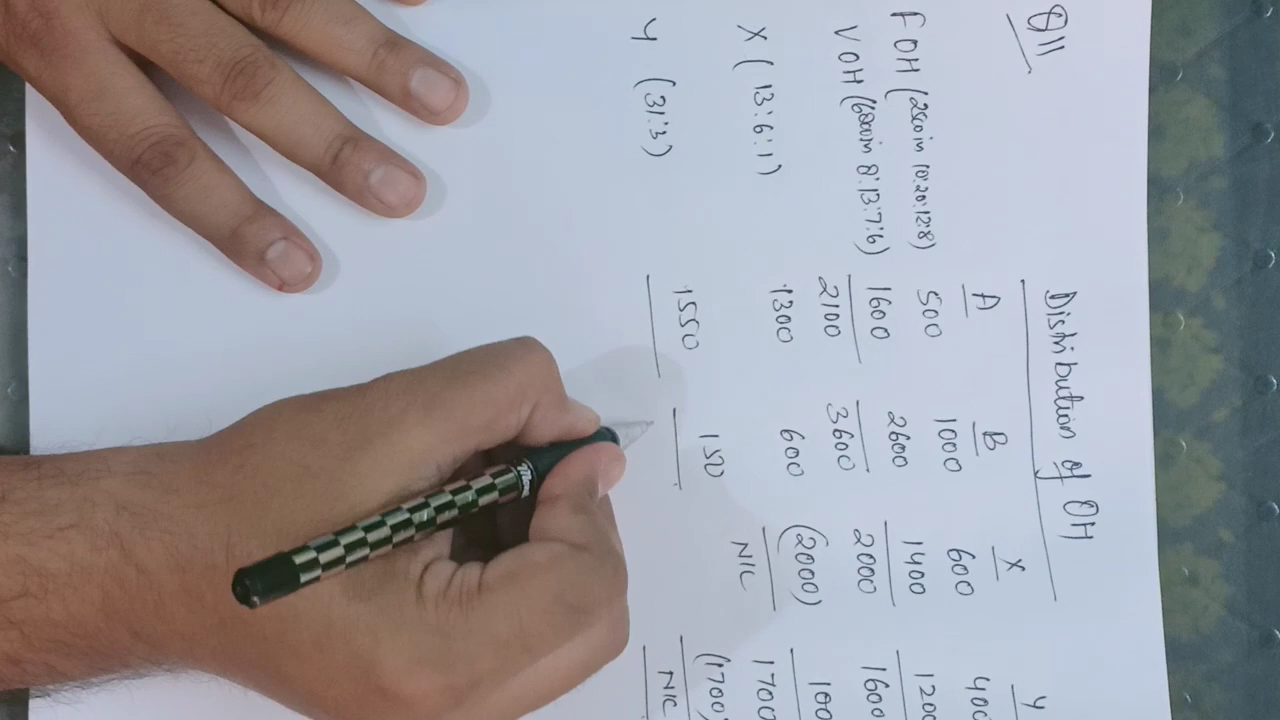 Q11
Distribution of OH
A B X Y
FOH (2500 in 10:20:12:8) 500 1000 600 400
VOH (6800 in 8:13:7:6) 1600 2600 1400 1200
2100 3600 2000 1600
X ( 13:6:1) 1300 600 (2000) 100
NIL 1700
Y (31:3) 1550 150 (1700)
NIL